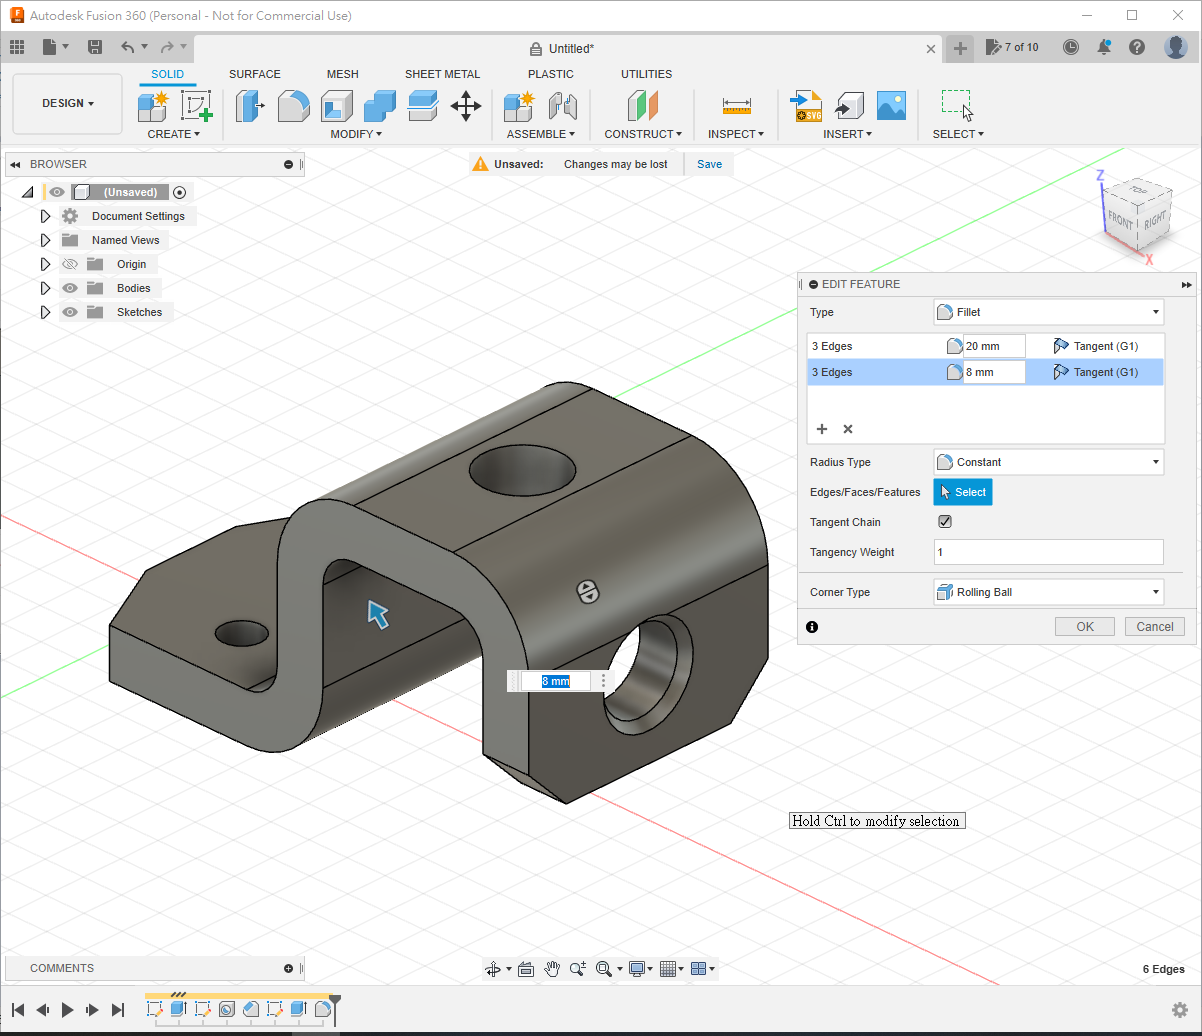 Autodesk Fusion 360 (Personal - Not for Commercial Use)
Untitled*
7 of 10
SOLID SURFACE MESH SHEET METAL PLASTIC UTILITIES
DESIGN
CREATE MODIFY ASSEMBLE CONSTRUCT INSPECT INSERT SELECT
SVG
BROWSER
Unsaved: Changes may be lost Save
(Unsaved)
Document Settings
Named Views
Origin
Bodies
Sketches
Z
TOP
FRONT
RIGHT
X
EDIT FEATURE
Type Fillet
3 Edges 20 mm Tangent (G1)
3 Edges 8 mm Tangent (G1)
Radius Type Constant
Edges/Faces/Features Select
Tangent Chain
Tangency Weight 1
Corner Type Rolling Ball
OK Cancel
8 mm
Hold Ctrl to modify selection
COMMENTS
6 Edges